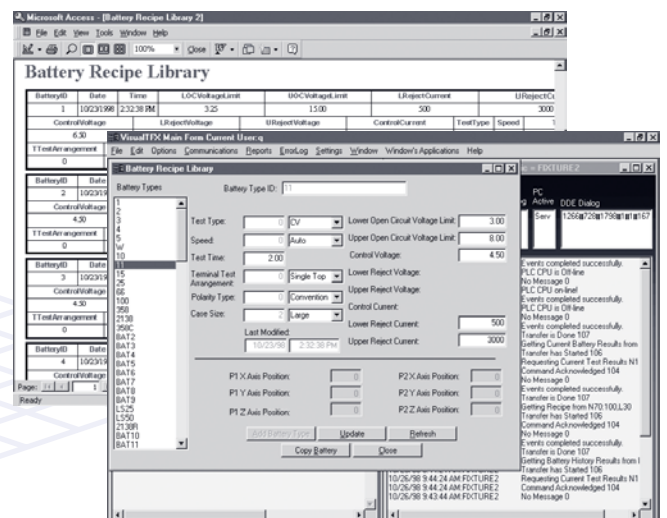 Microsoft Access - [Battery Recipe Library 2]
File Edit View Tools Window Help
100% Close
Battery Recipe Library
BatteryID Date Time LOCVoltageLimit UOCVoltageLimit LRejectCurrent URejectCu
1 10/23/1998 2:32:38 PM 3.25 15.00 500 3000
ControlVoltage LRejectVoltage URejectVoltage ControlCurrent TestType Speed
6.50
TTestArrangement
0
BatteryID Date
2 10/23/19
ControlVoltage
4.50
TTestArrangement
0
BatteryID Date
3 10/23/19
ControlVoltage
4.30
TTestArrangement
0
BatteryID Date
4 10/23/19
ControlVoltage
Page: 1
Ready
VisualTFX Main Form Current User:q
File Edit Options Communications Reports ErrorLog Settings Window Window's Applications Help
Battery Recipe Library
Battery Types
Battery Type ID: 11
1
2
3
4
5
W
10
11
15
25
66
100
358
2130
358C
BAT2
BAT3
BAT4
BAT5
BAT6
BAT7
BAT8
BAT9
LS25
LS50
2138R
BAT10
BAT11
Test Type: 0 CV
Speed: 0 Auto
Test Time: 2.00
Terminal Test Arrangement: 0 Single Top
Polarity Type: 0 Convention
Case Size: 2 Large
Last Modified:
10/23/98 2:32:38 PM
Lower Open Circuit Voltage Limit: 3.00
Upper Open Circuit Voltage Limit: 8.00
Control Voltage: 4.50
Lower Reject Voltage:
Upper Reject Voltage:
Control Current:
Lower Reject Current: 500
Upper Reject Current: 3000
P1 X Axis Position: 0 P2 X Axis Position: 0
P1 Y Axis Position: 0 P2 Y Axis Position: 0
P1 Z Axis Position: 0 P2 Z Axis Position: 0
Add Battery Type Update Refresh
Copy Battery Close
= FIXTURE2
PC
Active DDE Dialog
Serv
Events completed successfully.
PLC CPU is Off-line
No Message 0
PLC CPU on-line!
Events completed successfully.
PLC CPU is Off-line
No Message 0
Events completed successfully.
Transfer is Done 107
Getting Current Battery Results from
Transfer has Started 106
Requesting Current Test Results N1
Command Acknowledged 104
No Message 0
Events completed successfully.
Transfer is Done 107
Getting Recipe from N70:100,L30
Transfer has Started 106
Command Acknowledged 104
No Message 0
Events completed successfully.
Transfer is Done 107
Getting Battery History Results from
Transfer has Started 106
10/26/98 9:44:24 AM FIXTURE2 Requesting Current Test Results N1
10/26/98 9:44:24 AM FIXTURE2 Command Acknowledged 104
10/26/98 9:43:44 AM FIXTURE2 No Message 0